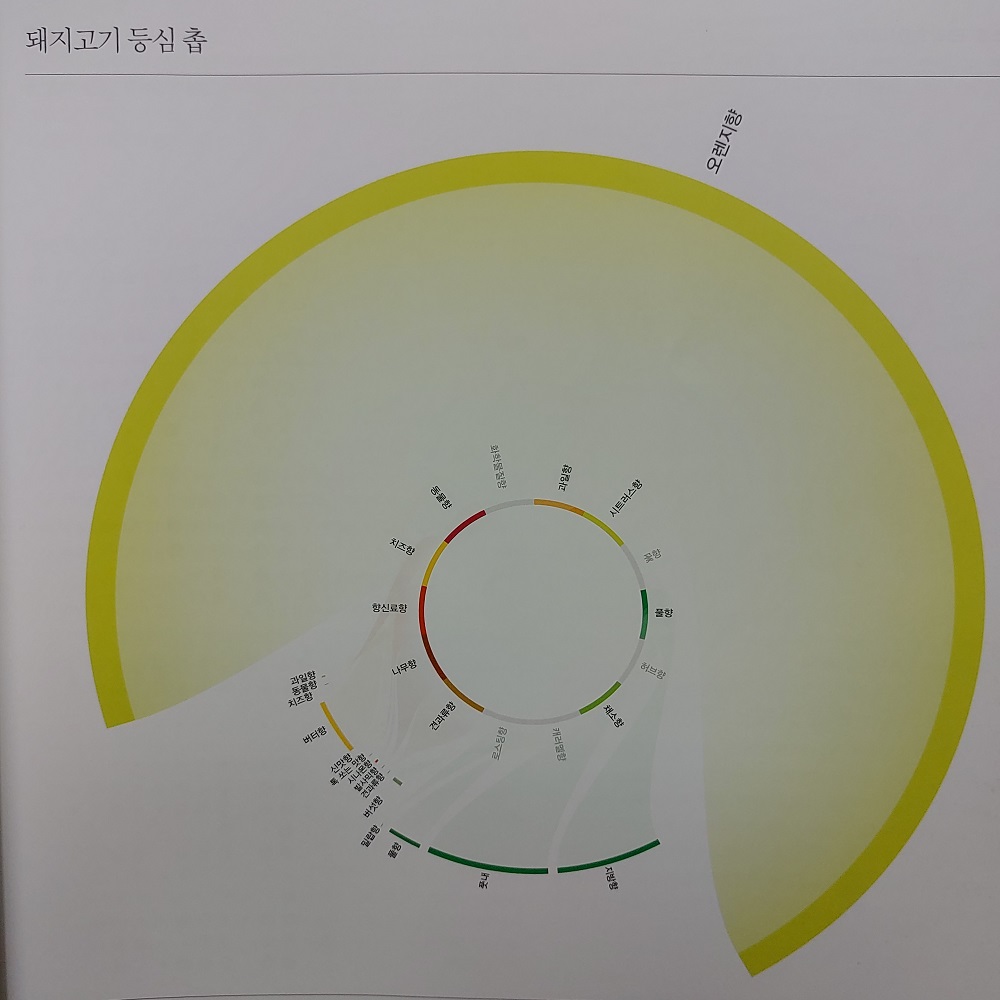 돼지고기 등심 촙
오렌지향
화학물질향
과일향
시트러스향
꽃향
풀향
허브향
채소향
캐러멜향
로스팅향
견과류향
나무향
향신료향
치즈향
동물향
과일향
동물향
치즈향
버터향
신맛향
톡 쏘는 맛향
시나몬향
발사믹향
견과류향
버섯향
밀랍향
풀향
풋내
지방향